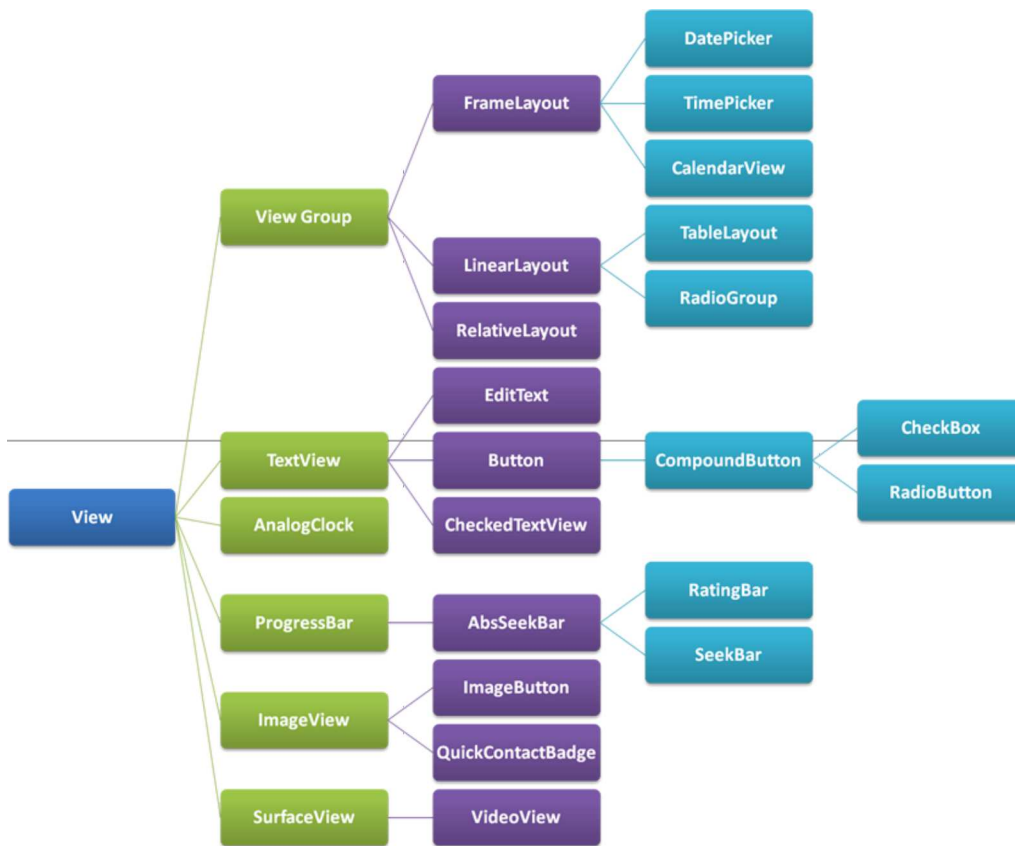 DatePicker
FrameLayout
TimePicker
CalendarView
View Group
TableLayout
LinearLayout
RadioGroup
RelativeLayout
EditText
CheckBox
TextView
Button
CompoundButton
RadioButton
View
AnalogClock
CheckedTextView
RatingBar
ProgressBar
AbsSeekBar
SeekBar
ImageButton
ImageView
QuickContactBadge
SurfaceView
VideoView